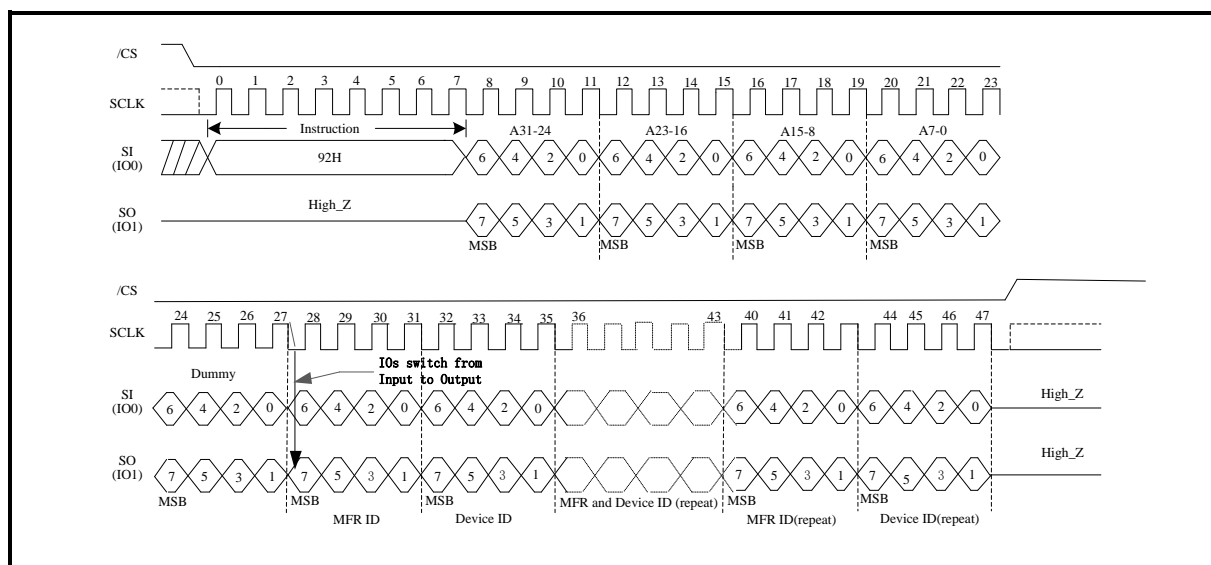 /CS
0 1 2 3 4 5 6 7 8 9 10 11 12 13 14 15 16 17 18 19 20 21 22 23
SCLK
Instruction A31-24 A23-16 A15-8 A7-0
SI
(IO0)
92H 6 4 2 0 6 4 2 0 6 4 2 0 6 4 2 0
High_Z
SO
(IO1)
7 5 3 1 7 5 3 1 7 5 3 1 7 5 3 1
MSB MSB MSB MSB
/CS
24 25 26 27 28 29 30 31 32 33 34 35 36 43 40 41 42 44 45 46 47
SCLK
IOs switch from
Input to Output
Dummy
SI
(IO0)
6 4 2 0 6 4 2 0 6 4 2 0 6 4 2 0 6 4 2 0 High_Z
SO
(IO1)
7 5 3 1 7 5 3 1 7 5 3 1 7 5 3 1 7 5 3 1 High_Z
MSB MSB MSB MSB MSB
MFR ID Device ID MFR and Device ID (repeat) MFR ID(repeat) Device ID(repeat)